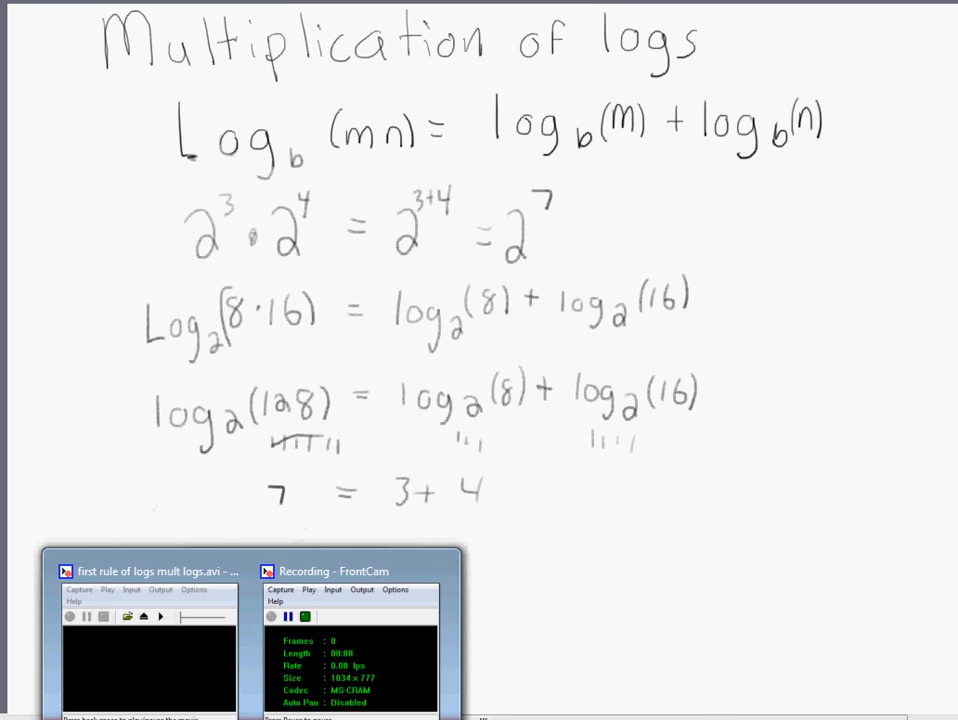 Multiplication of logs
Log_b (mn) = log_b(m) + log_b(n)
2^3 · 2^4 = 2^{3+4} = 2^7
Log_2(8·16) = log_2(8) + log_2(16)
log_2(128) = log_2(8) + log_2(16)
7 = 3+ 4
first rule of logs mult logs.avi - ...
Capture Play Input Output Options
Help
Recording - FrontCam
Capture Play Input Output Options
Help
Frames : 0
Length : 00:00
Rate : 0.00 fps
Size : 1034 x 777
Codec : MS-CRAM
Auto Pan : Disabled